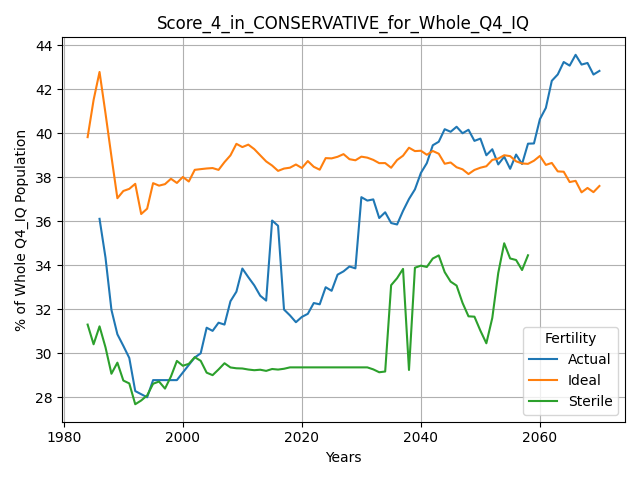 Score_4_in_CONSERVATIVE_for_Whole_Q4_IQ
% of Whole Q4_IQ Population
44
42
40
38
36
34
32
30
28
1980
2000
2020
2040
2060
Years
Fertility
Actual
Ideal
Sterile